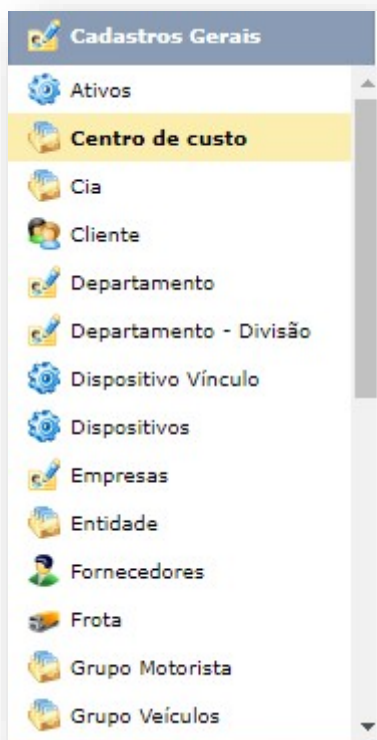 Cadastros Gerais
Ativos
Centro de custo
Cia
Cliente
Departamento
Departamento - Divisão
Dispositivo Vínculo
Dispositivos
Empresas
Entidade
Fornecedores
Frota
Grupo Motorista
Grupo Veículos